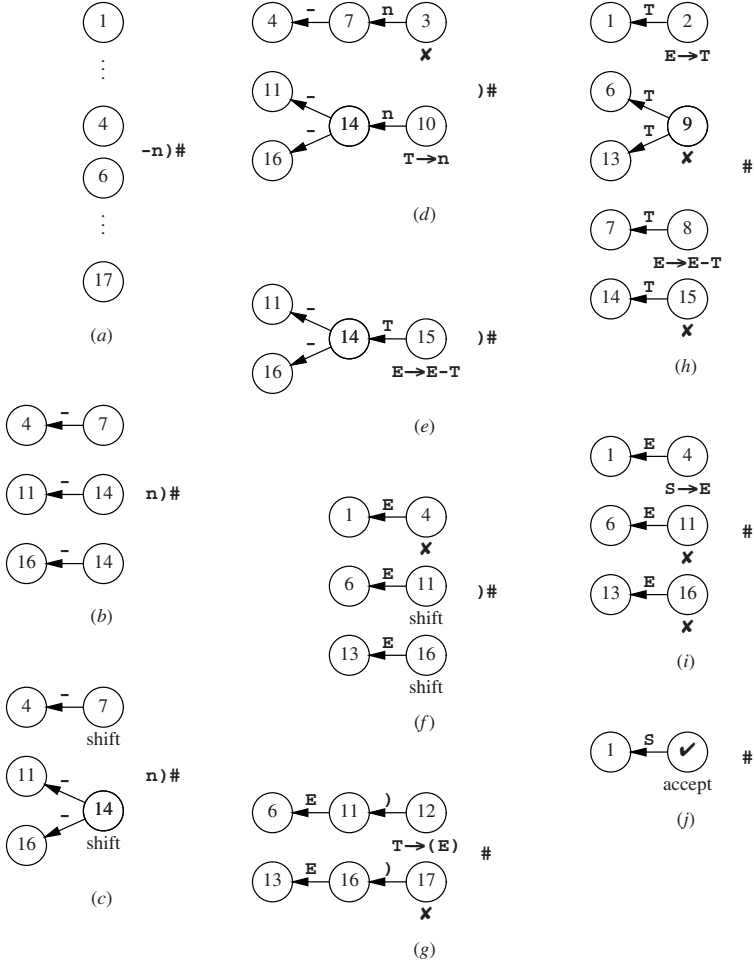 1
⋮
4
-n)#
6
⋮
17
(a)
4 - 7
11 - 14 n)#
16 - 14
(b)
4 - 7
shift
11 - n)#
14
16 - shift
(c)
4 - 7 n 3
✘
11 - )#
14 n 10
16 - T→n
(d)
11 -
14 T 15 )#
16 - E→E-T
(e)
1 E 4
✘
6 E 11 )#
shift
13 E 16
shift
(f)
6 E 11 ) 12
T→(E) #
13 E 16 ) 17
✘
(g)
1 T 2
E→T
6 T
9
13 T ✘ #
7 T 8
E→E-T
14 T 15
✘
(h)
1 E 4
S→E
6 E 11 #
✘
13 E 16
✘
(i)
1 S ✔ #
accept
(j)